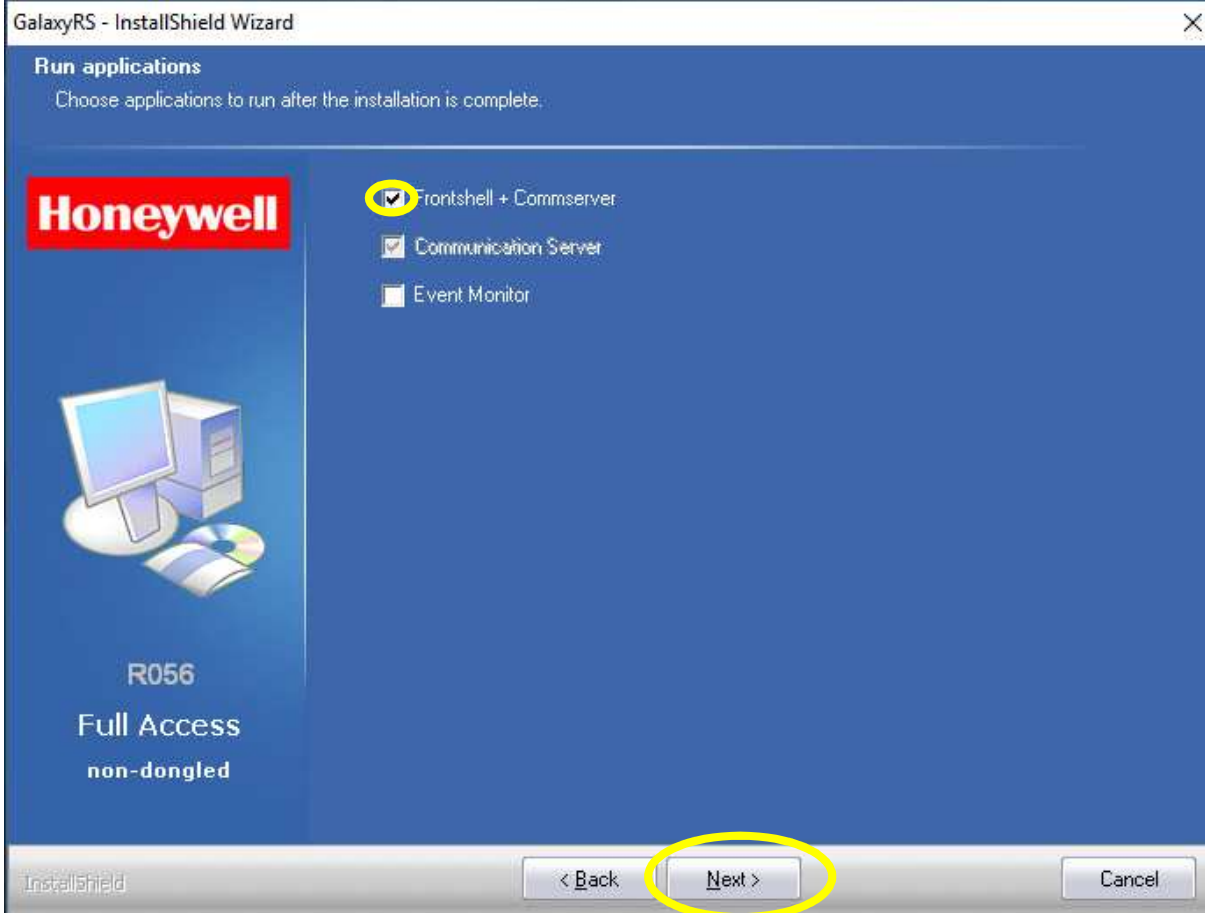 GalaxyRS - InstallShield Wizard
Run applications
Choose applications to run after the installation is complete.
Honeywell
Frontshell + Commserver
Communication Server
Event Monitor
R056
Full Access
non-dongled
InstallShield
< Back
Next >
Cancel